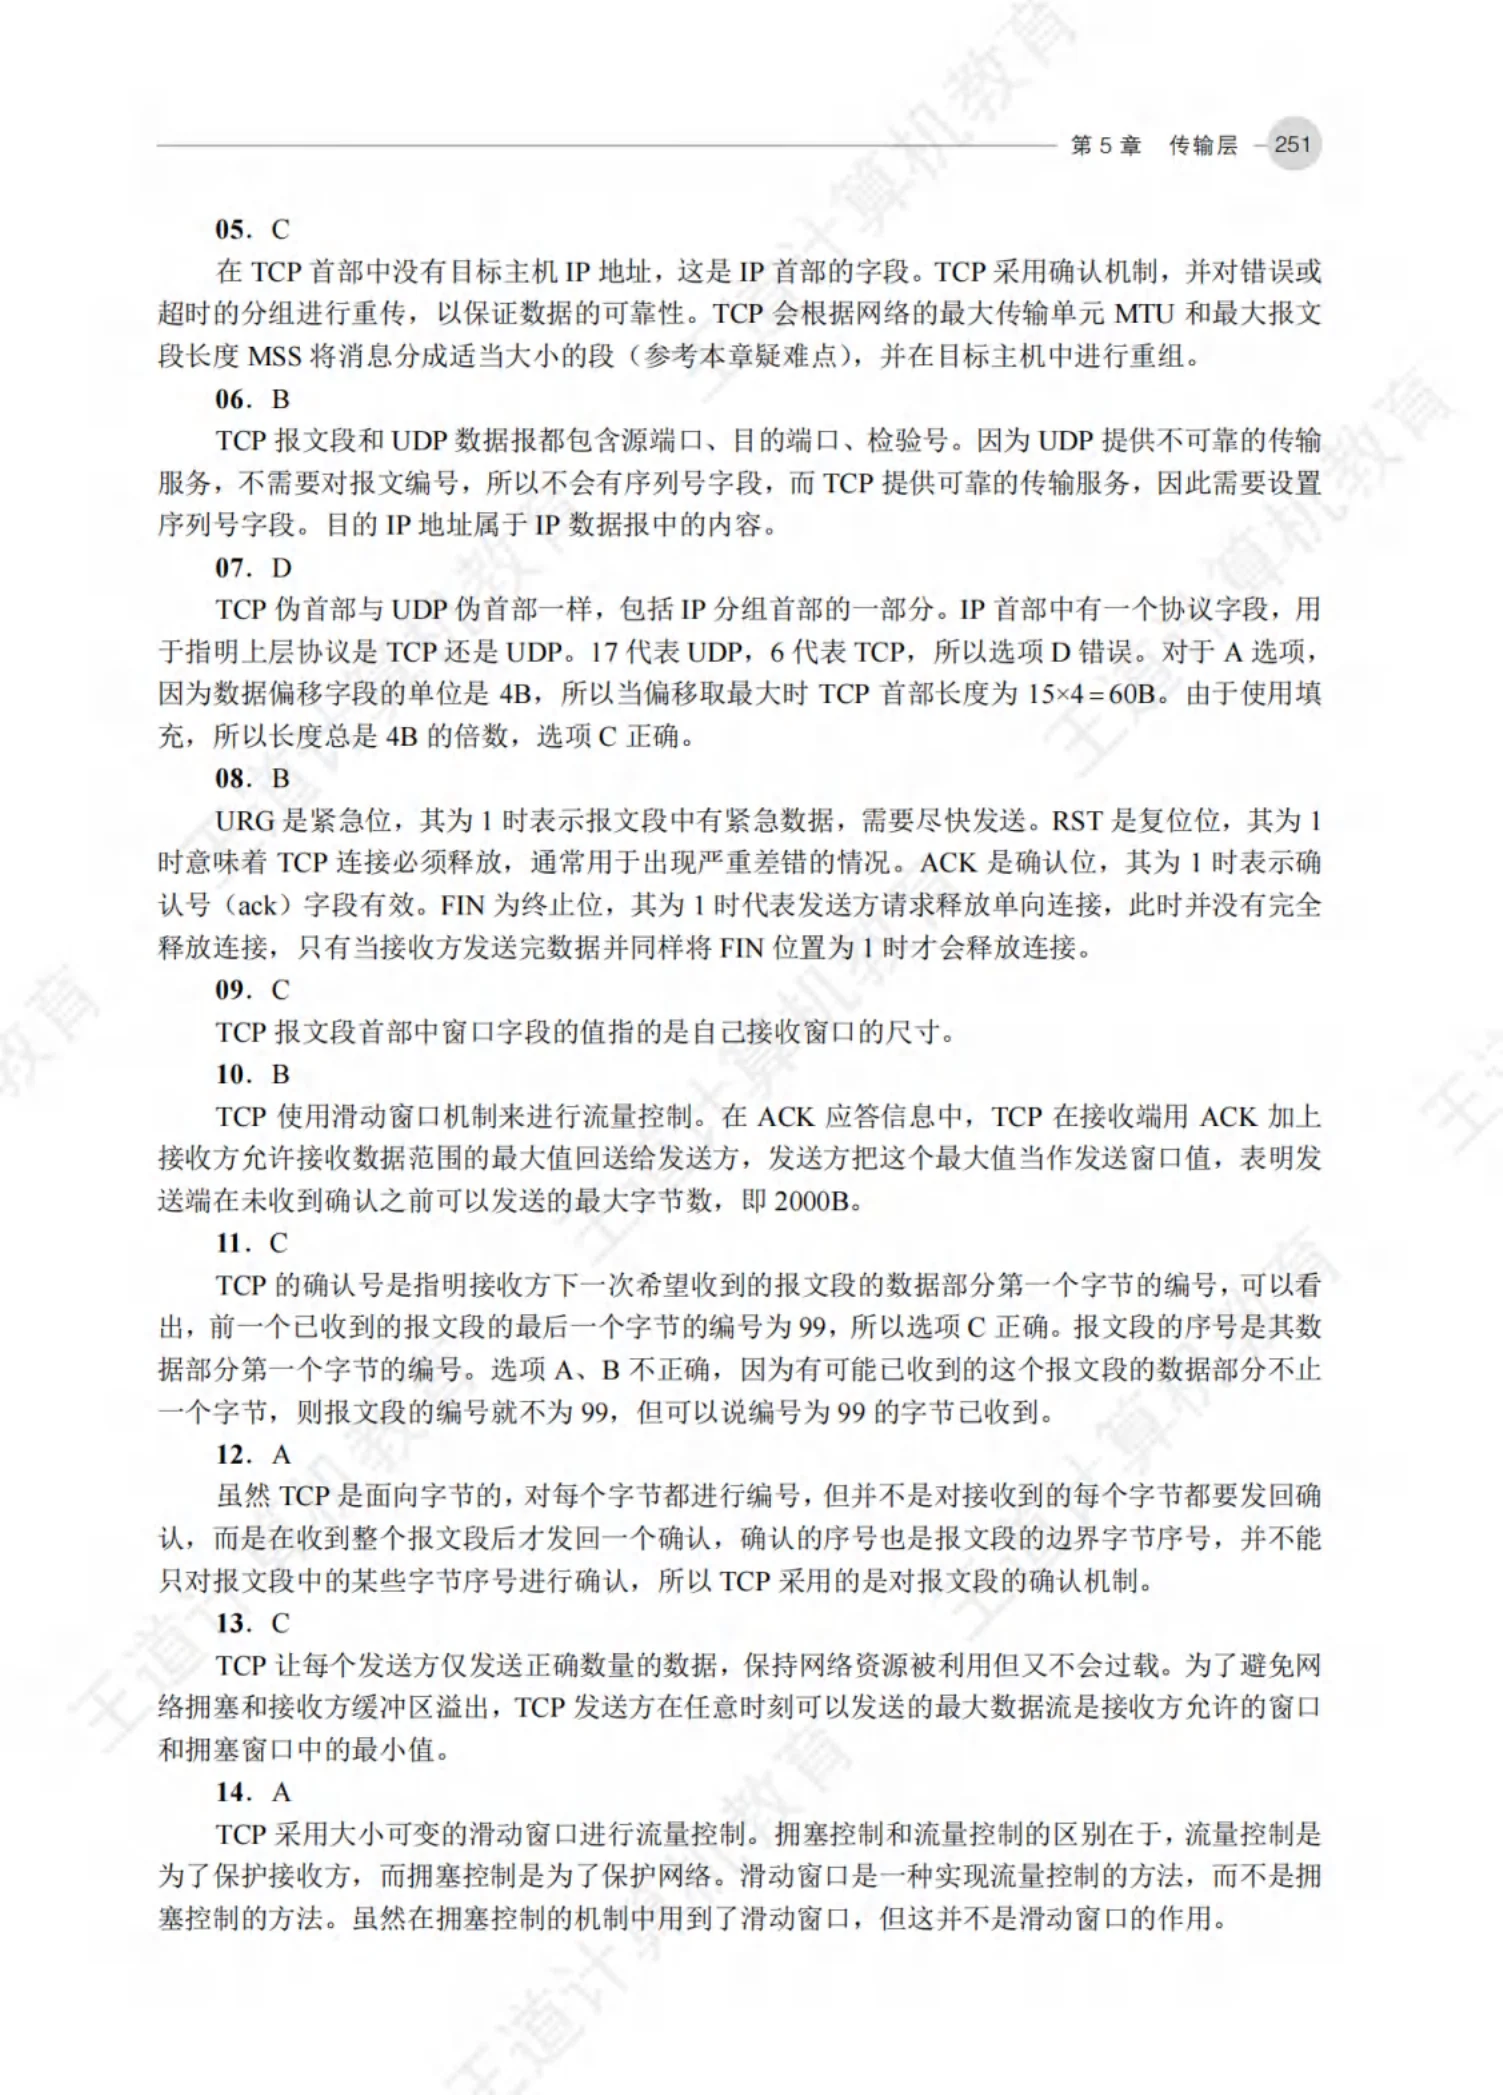 第 5 章 传输层 251
05. C
在 TCP 首部中没有目标主机 IP 地址，这是 IP 首部的字段。TCP 采用确认机制，并对错误或
超时的分组进行重传，以保证数据的可靠性。TCP 会根据网络的最大传输单元 MTU 和最大报文
段长度 MSS 将消息分成适当大小的段（参考本章疑难点），并在目标主机中进行重组。
06. B
TCP 报文段和 UDP 数据报都包含源端口、目的端口、检验号。因为 UDP 提供不可靠的传输
服务，不需要对报文编号，所以不会有序列号字段，而 TCP 提供可靠的传输服务，因此需要设置
序列号字段。目的 IP 地址属于 IP 数据报中的内容。
07. D
TCP 伪首部与 UDP 伪首部一样，包括 IP 分组首部的一部分。IP 首部中有一个协议字段，用
于指明上层协议是 TCP 还是 UDP。17 代表 UDP，6 代表 TCP，所以选项 D 错误。对于 A 选项，
因为数据偏移字段的单位是 4B，所以当偏移取最大时 TCP 首部长度为 15×4=60B。由于使用填
充，所以长度总是 4B 的倍数，选项 C 正确。
08. B
URG 是紧急位，其为 1 时表示报文段中有紧急数据，需要尽快发送。RST 是复位位，其为 1
时意味着 TCP 连接必须释放，通常用于出现严重差错的情况。ACK 是确认位，其为 1 时表示确
认号（ack）字段有效。FIN 为终止位，其为 1 时代表发送方请求释放单向连接，此时并没有完全
释放连接，只有当接收方发送完数据并同样将 FIN 位置为 1 时才会释放连接。
09. C
TCP 报文段首部中窗口字段的值指的是自己接收窗口的尺寸。
10. B
TCP 使用滑动窗口机制来进行流量控制。在 ACK 应答信息中，TCP 在接收端用 ACK 加上
接收方允许接收数据范围的最大值回送给发送方，发送方把这个最大值当作发送窗口值，表明发
送端在未收到确认之前可以发送的最大字节数，即 2000B。
11. C
TCP 的确认号是指明接收方下一次希望收到的报文段的数据部分第一个字节的编号，可以看
出，前一个已收到的报文段的最后一个字节的编号为 99，所以选项 C 正确。报文段的序号是其数
据部分第一个字节的编号。选项 A、B 不正确，因为有可能已收到的这个报文段的数据部分不止
一个字节，则报文段的编号就不为 99，但可以说编号为 99 的字节已收到。
12. A
虽然 TCP 是面向字节的，对每个字节都进行编号，但并不是对接收到的每个字节都要发回确
认，而是在收到整个报文段后才发回一个确认，确认的序号也是报文段的边界字节序号，并不能
只对报文段中的某些字节序号进行确认，所以 TCP 采用的是对报文段的确认机制。
13. C
TCP 让每个发送方仅发送正确数量的数据，保持网络资源被利用但又不会过载。为了避免网
络拥塞和接收方缓冲区溢出，TCP 发送方在任意时刻可以发送的最大数据流是接收方允许的窗口
和拥塞窗口中的最小值。
14. A
TCP 采用大小可变的滑动窗口进行流量控制。拥塞控制和流量控制的区别在于，流量控制是
为了保护接收方，而拥塞控制是为了保护网络。滑动窗口是一种实现流量控制的方法，而不是拥
塞控制的方法。虽然在拥塞控制的机制中用到了滑动窗口，但这并不是滑动窗口的作用。
王道计算机教育
王道计算机教育
王道计算机教育
王道计算机教育
教育
王道计算机教育
王道计算机教育
王道计算机教育